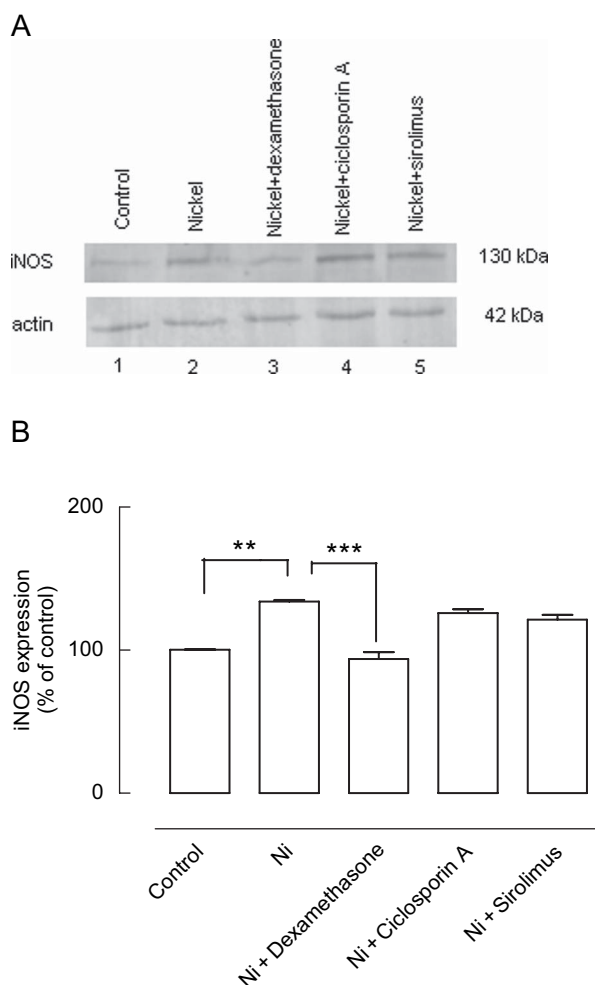 A
Control
Nickel
Nickel+dexamethasone
Nickel+ciclosporin A
Nickel+sirolimus
iNOS
130 kDa
actin
42 kDa
1 2 3 4 5
B
200
100
0
iNOS expression
(% of control)
**
***
Control
Ni
Ni + Dexamethasone
Ni + Ciclosporin A
Ni + Sirolimus